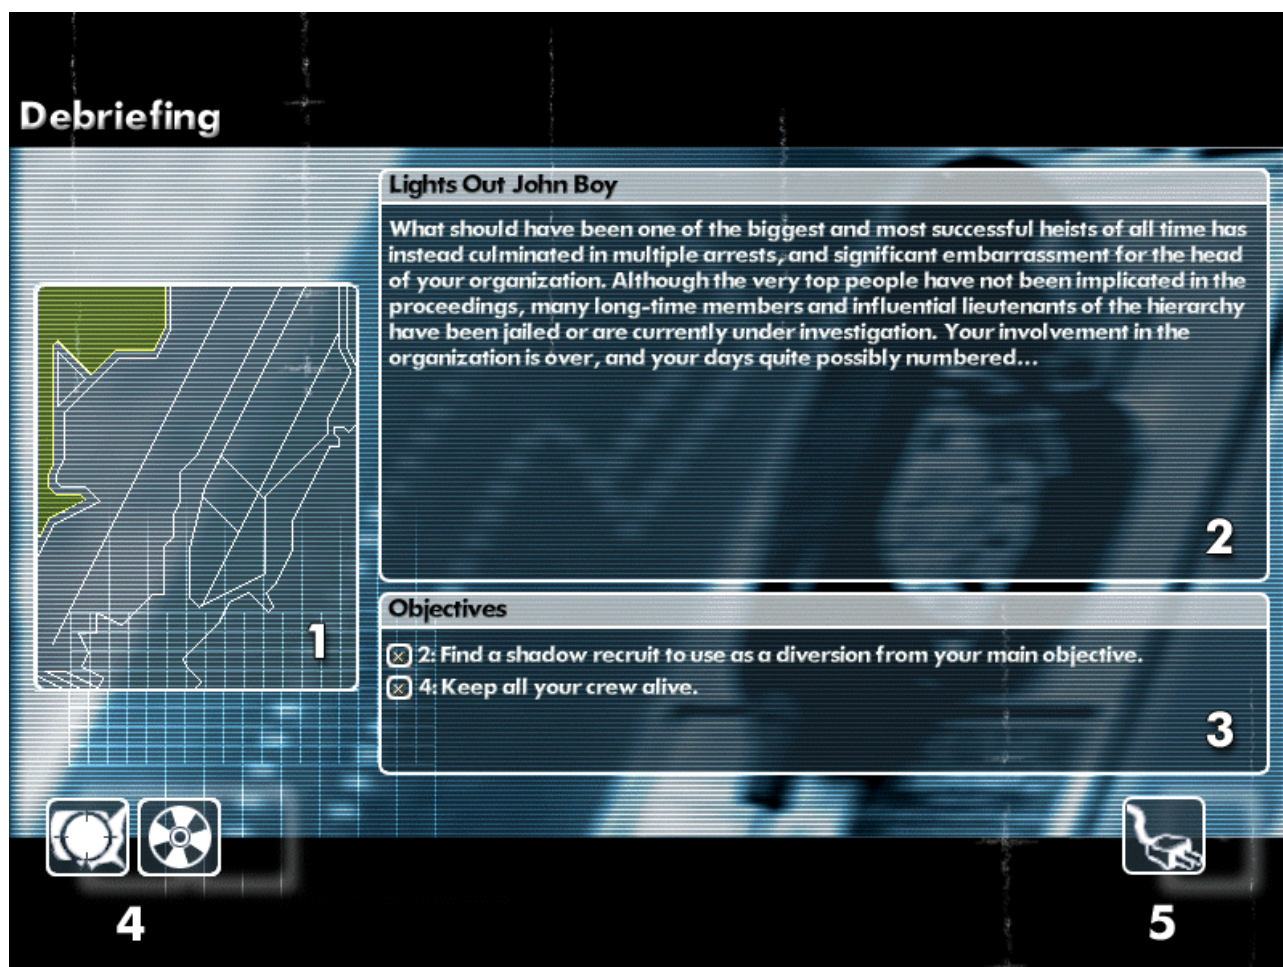 Debriefing
Lights Out John Boy
What should have been one of the biggest and most successful heists of all time has
instead culminated in multiple arrests, and significant embarrassment for the head
of your organization. Although the very top people have not been implicated in the
proceedings, many long-time members and influential lieutenants of the hierarchy
have been jailed or are currently under investigation. Your involvement in the
organization is over, and your days quite possibly numbered...
2
1
Objectives
2: Find a shadow recruit to use as a diversion from your main objective.
4: Keep all your crew alive.
3
4
5